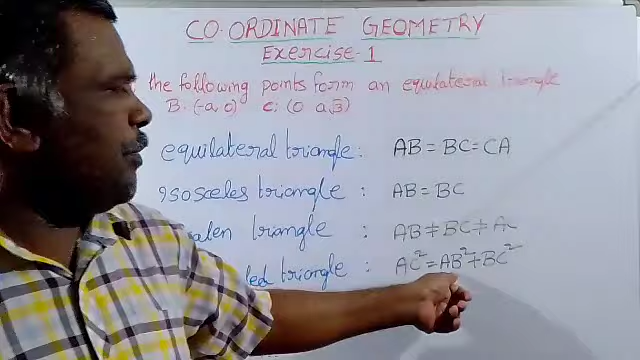 CO-ORDINATE GEOMETRY
Exercise-1
the following points form an equilateral triangle
B: (-a, 0) C: (0 a√3)
equilateral triangle: AB = BC = CA
isosceles triangle : AB = BC
triangle : AB ≠ BC ≠ AC
triangle : AC² = AB² + BC²